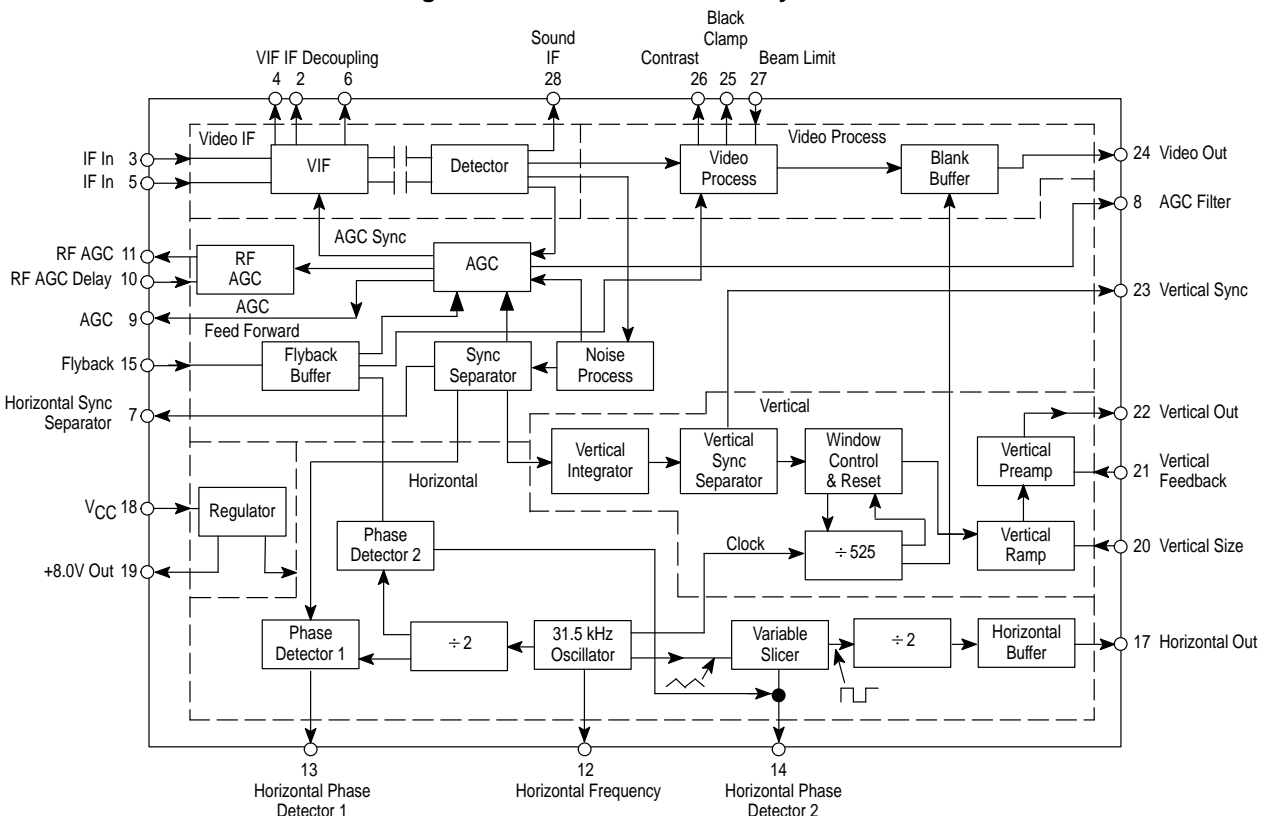 Black
Clamp
Sound
IF
VIF IF Decoupling
Contrast
Beam Limit
4 2 6
28
26 25 27
Video IF
Video Process
IF In 3
IF In 5
VIF
Detector
Video
Process
Blank
Buffer
24 Video Out
8 AGC Filter
AGC Sync
RF AGC 11
RF AGC Delay 10
RF
AGC
AGC
AGC 9
AGC
Feed Forward
23 Vertical Sync
Flyback 15
Flyback
Buffer
Sync
Separator
Noise
Process
Horizontal Sync
Separator
7
Vertical
22 Vertical Out
Vertical
Integrator
Vertical
Sync
Separator
Window
Control
& Reset
Vertical
Preamp
21 Vertical
Feedback
Horizontal
VCC 18
Regulator
Phase
Detector 2
Clock
÷ 525
Vertical
Ramp
20 Vertical Size
+8.0V Out 19
Phase
Detector 1
÷ 2
31.5 kHz
Oscillator
Variable
Slicer
÷ 2
Horizontal
Buffer
17 Horizontal Out
13
Horizontal Phase
Detector 1
12
Horizontal Frequency
14
Horizontal Phase
Detector 2